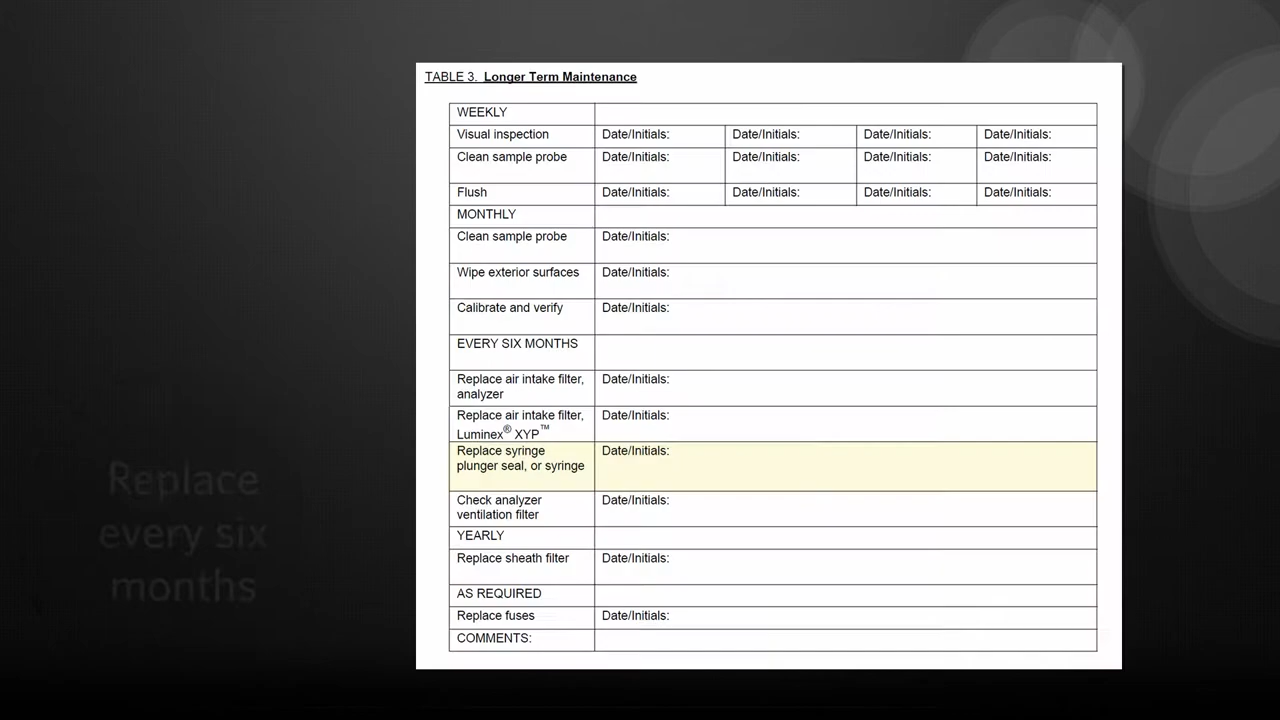 TABLE 3. Longer Term Maintenance
WEEKLY
Visual inspection Date/Initials: Date/Initials: Date/Initials: Date/Initials:
Clean sample probe Date/Initials: Date/Initials: Date/Initials: Date/Initials:
Flush Date/Initials: Date/Initials: Date/Initials: Date/Initials:
MONTHLY
Clean sample probe Date/Initials:
Wipe exterior surfaces Date/Initials:
Calibrate and verify Date/Initials:
EVERY SIX MONTHS
Replace air intake filter, Date/Initials:
analyzer
Replace air intake filter, Date/Initials:
Luminex® XYP™
Replace syringe Date/Initials:
plunger seal, or syringe
Check analyzer Date/Initials:
ventilation filter
YEARLY
Replace sheath filter Date/Initials:
AS REQUIRED
Replace fuses Date/Initials:
COMMENTS:
Replace
every six
months